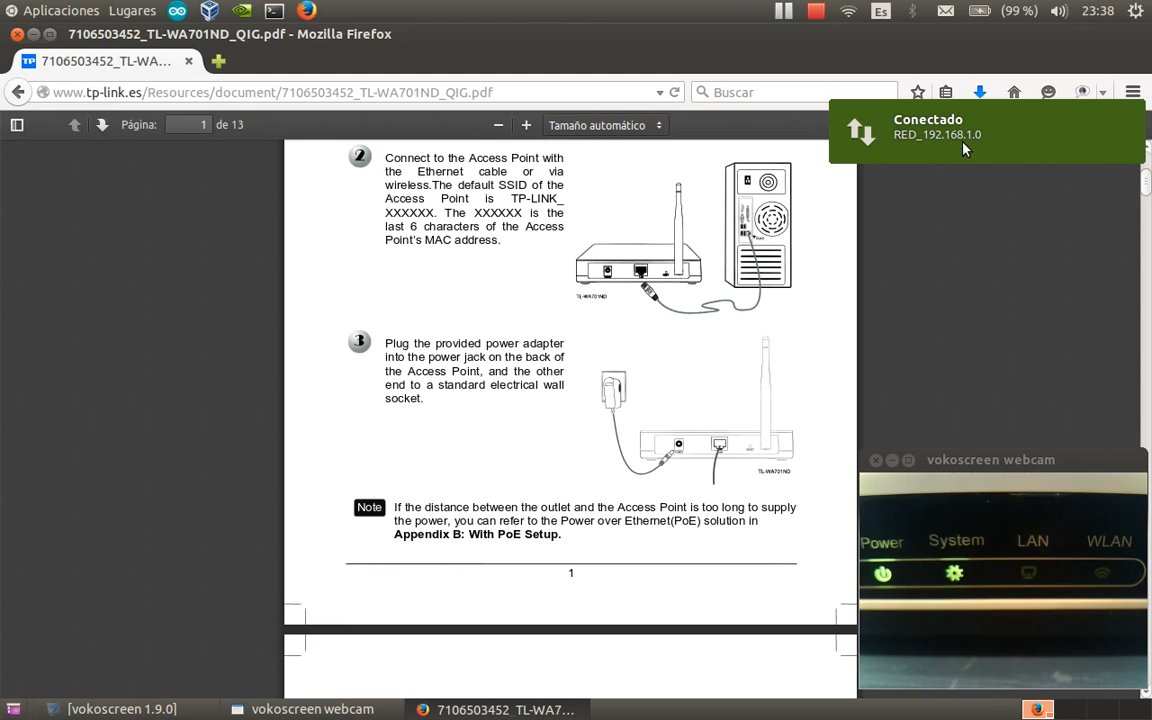 Aplicaciones Lugares Es (99 %) 23:38
7106503452_TL-WA701ND_QIG.pdf - Mozilla Firefox
TP 7106503452_TL-WA...
www.tp-link.es/Resources/document/7106503452_TL-WA701ND_QIG.pdf Buscar
Página: 1 de 13 Tamaño automático
Conectado
RED_192.168.1.0
2
Connect to the Access Point with
the Ethernet cable or via
wireless.The default SSID of the
Access Point is TP-LINK_
XXXXXX. The XXXXXX is the
last 6 characters of the Access
Point's MAC address.
TL-WA701ND
3
Plug the provided power adapter
into the power jack on the back of
the Access Point, and the other
end to a standard electrical wall
socket.
TL-WA701ND
Note If the distance between the outlet and the Access Point is too long to supply
the power, you can refer to the Power over Ethernet(PoE) solution in
Appendix B: With PoE Setup.
1
vokoscreen webcam
Power System LAN WLAN
[vokoscreen 1.9.0] vokoscreen webcam 7106503452_TL-WA7...